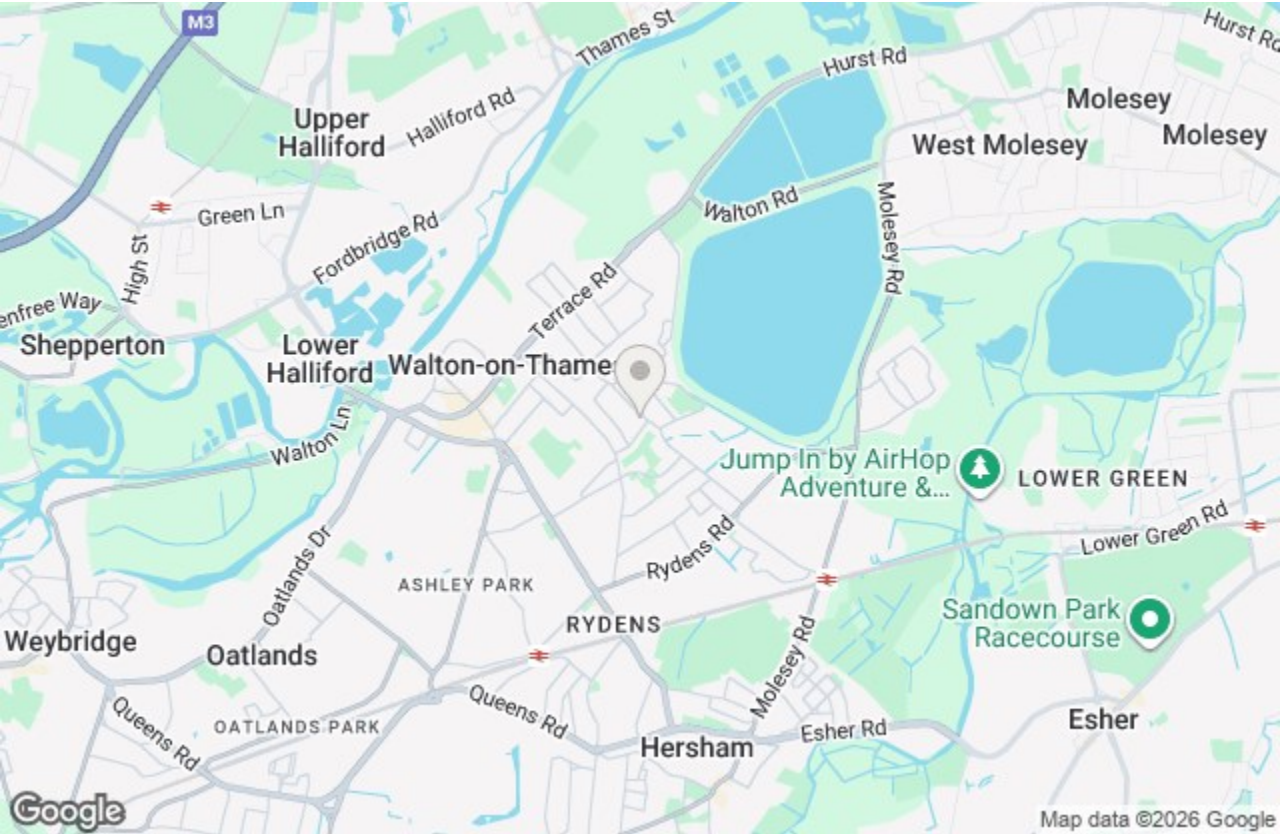 M3
Thames St
Hurst Rd
Hurst Rd
Upper
Halliford
Halliford Rd
Molesey
West Molesey
Molesey
Green Ln
Walton Rd
Molesey Rd
High St
Fordbridge Rd
enfree Way
Terrace Rd
Shepperton
Lower
Halliford
Walton-on-Thame
Walton Ln
Jump In by AirHop
Adventure &...
LOWER GREEN
Lower Green Rd
Oatlands Dr
Rydens Rd
ASHLEY PARK
RYDENS
Sandown Park
Racecourse
Weybridge
Oatlands
Molesey Rd
Queens Rd
Queens Rd
OATLANDS PARK
Esher Rd
Esher
Hersham
Google
Map data ©2026 Google